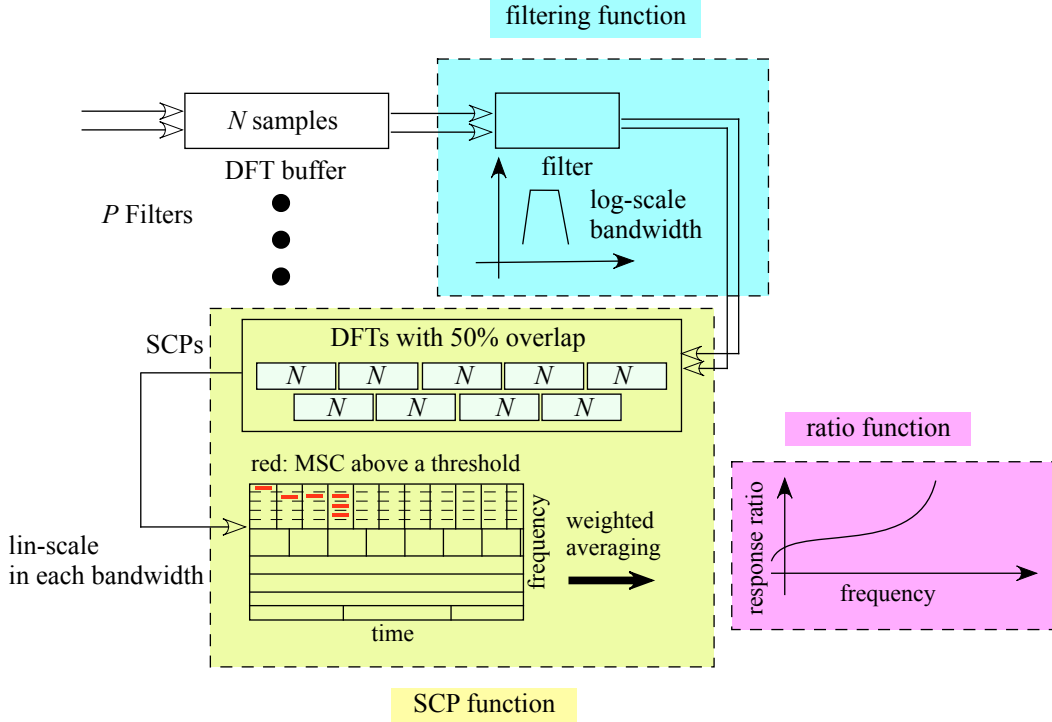 filtering function
N samples
DFT buffer
P Filters
filter
log-scale
bandwidth
SCPs
DFTs with 50% overlap
N N N N N
N N N N
red: MSC above a threshold
frequency
time
weighted
averaging
lin-scale
in each bandwidth
ratio function
response ratio
frequency
SCP function